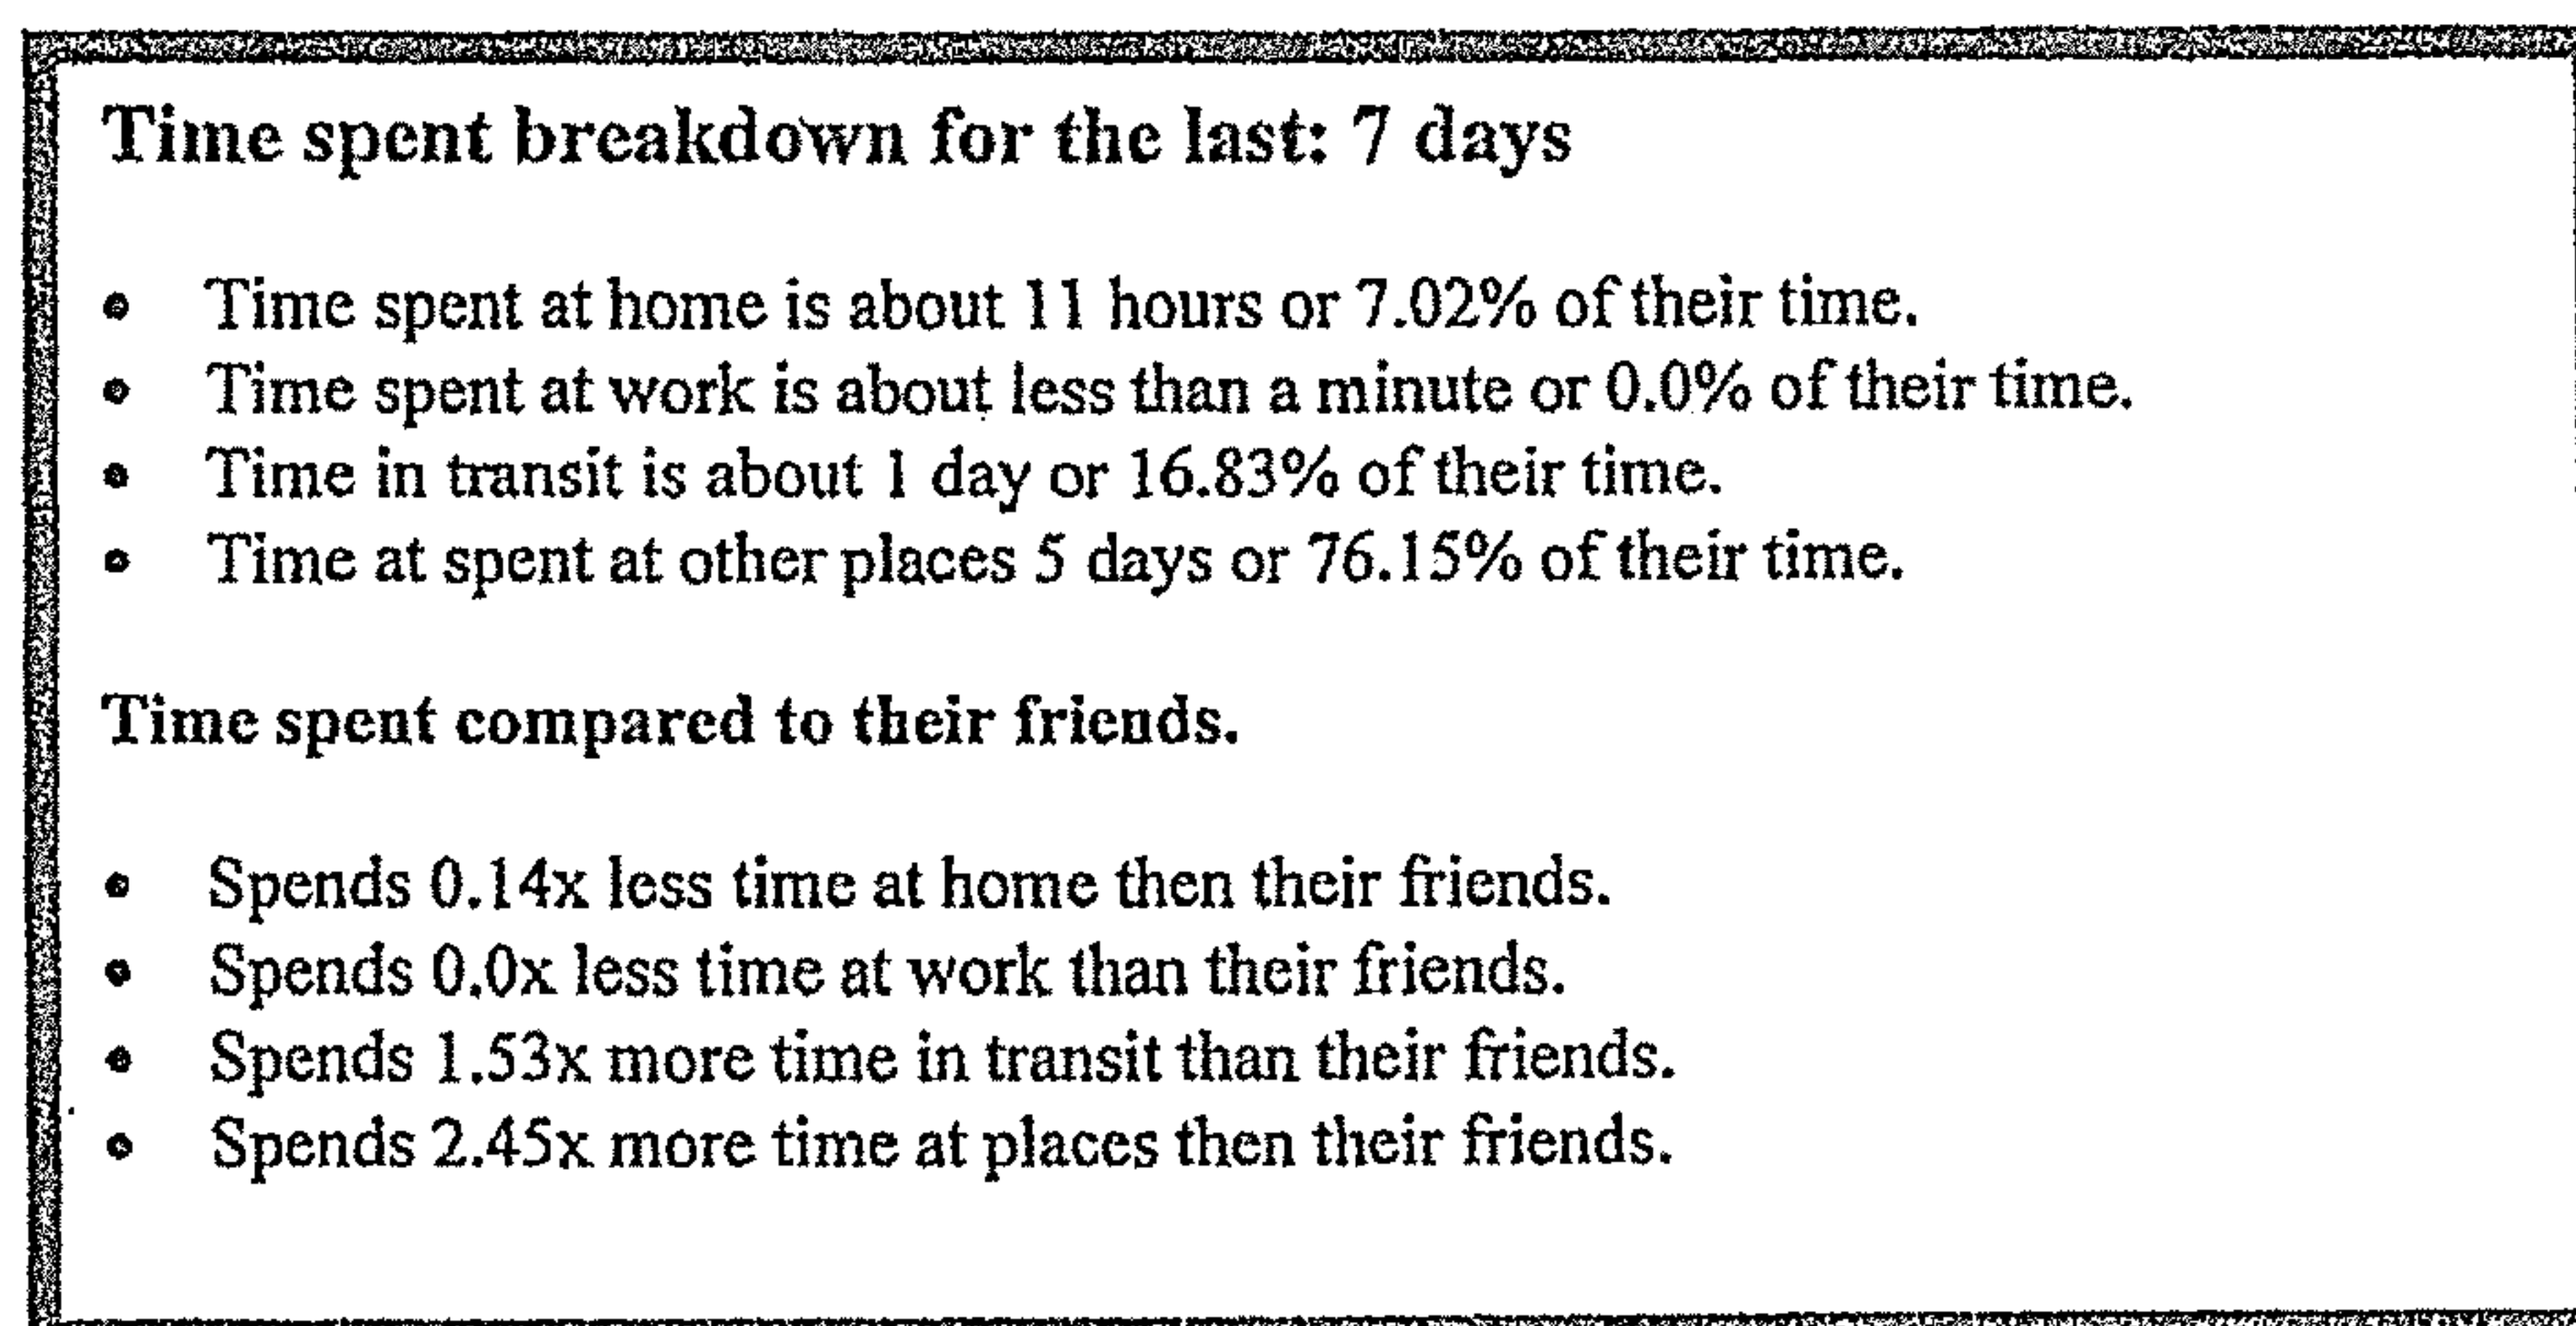 Time spent breakdown for the last: 7 days
• Time spent at home is about 11 hours or 7.02% of their time.
• Time spent at work is about less than a minute or 0.0% of their time.
• Time in transit is about 1 day or 16.83% of their time.
• Time at spent at other places 5 days or 76.15% of their time.
Time spent compared to their friends.
• Spends 0.14x less time at home then their friends.
• Spends 0.0x less time at work than their friends.
• Spends 1.53x more time in transit than their friends.
• Spends 2.45x more time at places then their friends.